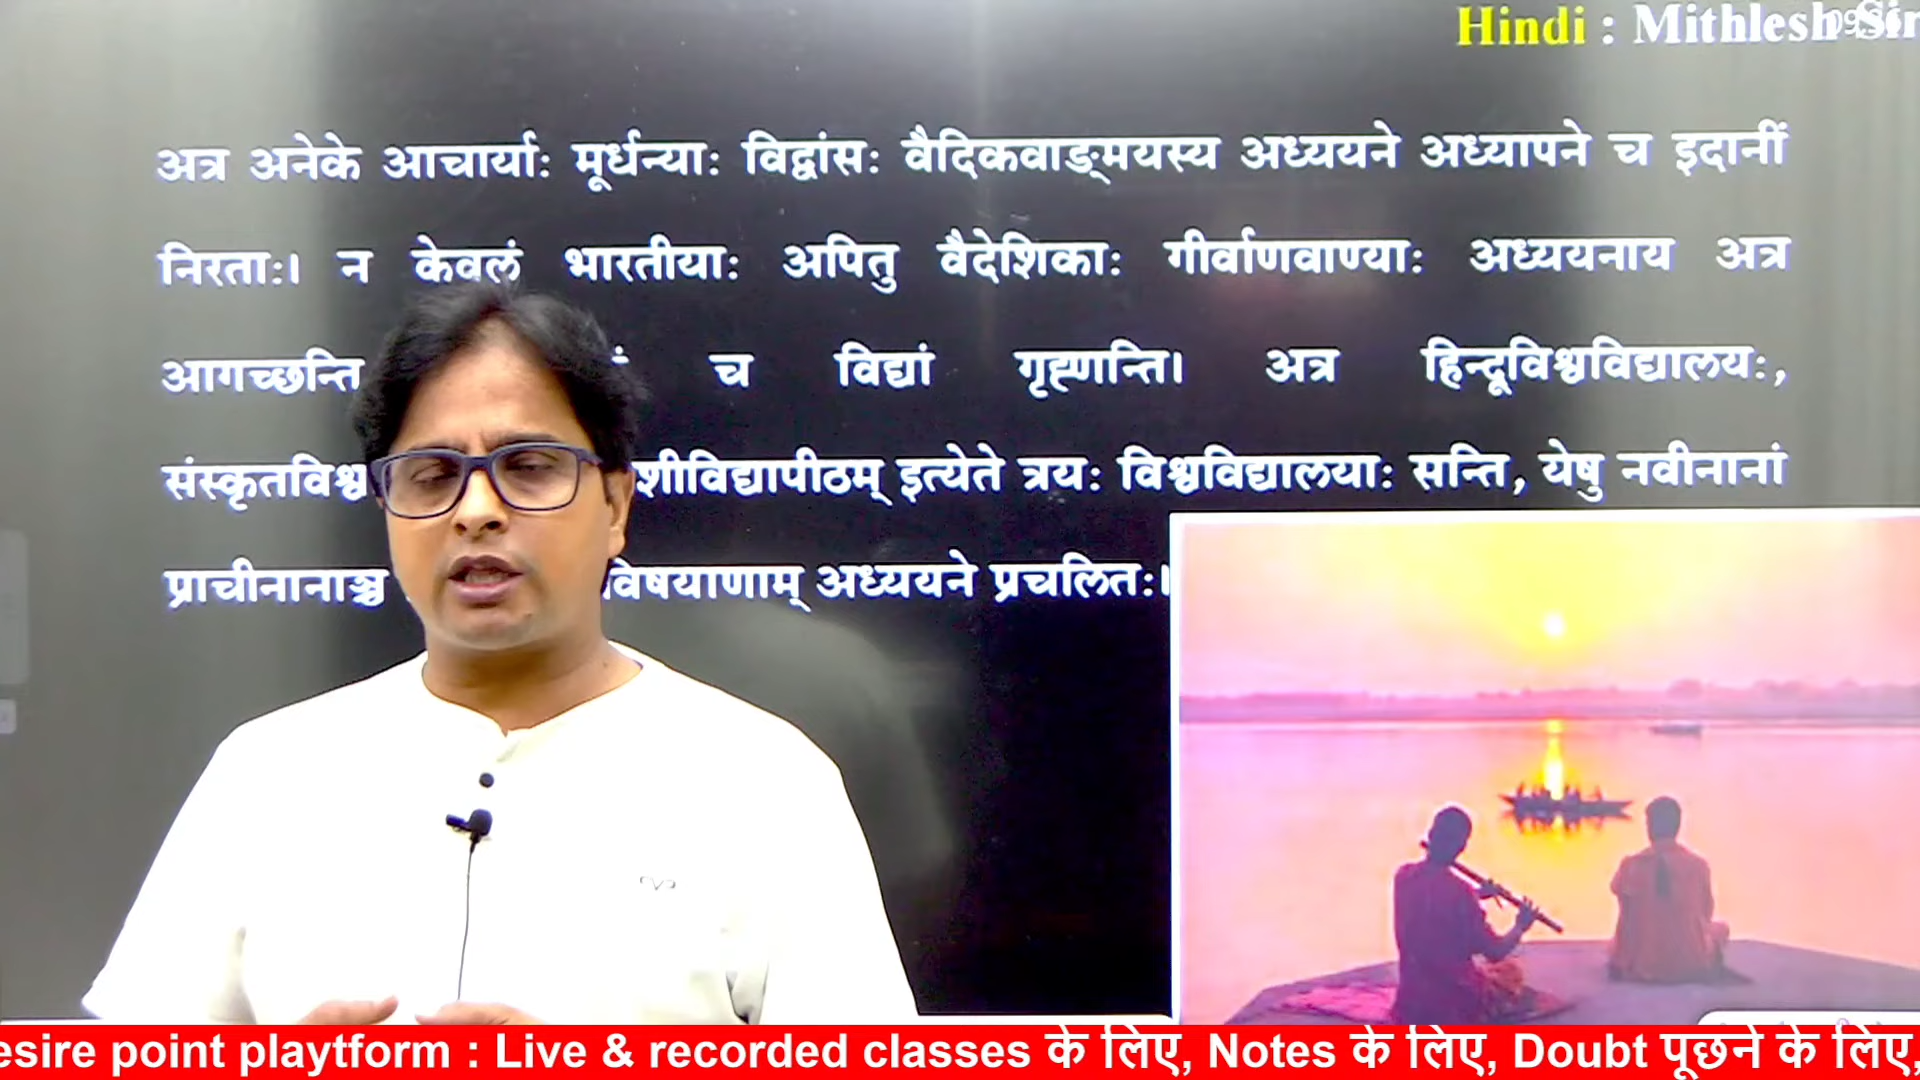 Hindi : Mithlesh Sir
अत्र अनेके आचार्याः मूर्धन्याः विद्वांसः वैदिकवाङ्मयस्य अध्ययने अध्यापने च इदानीं
निरताः। न केवलं भारतीयाः अपितु वैदेशिकाः गीर्वाणवाण्याः अध्ययनाय अत्र
आगच्छन्ति च विद्यां गृह्णन्ति। अत्र हिन्दूविश्वविद्यालयः,
संस्कृतविश्व शीविद्यापीठम् इत्येते त्रयः विश्वविद्यालयाः सन्ति, येषु नवीनानां
प्राचीनानाञ्च विषयाणाम् अध्ययने प्रचलितः।
esire point playtform : Live & recorded classes के लिए, Notes के लिए, Doubt पूछने के लिए,